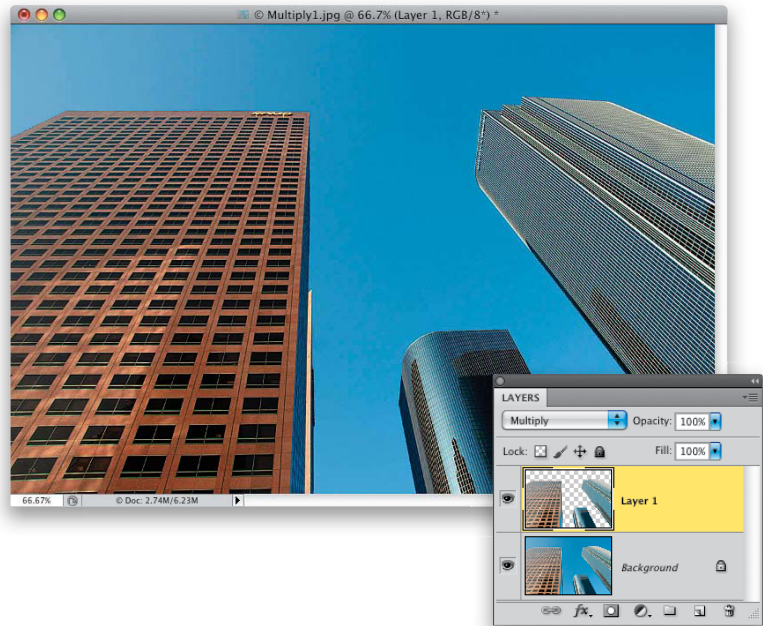 © Multiply1.jpg @ 66.7% (Layer 1, RGB/8*) *
66.67%
© Doc: 2.74M/6.23M
LAYERS
Multiply
Opacity: 100%
Lock:
Fill: 100%
Layer 1
Background
fx.